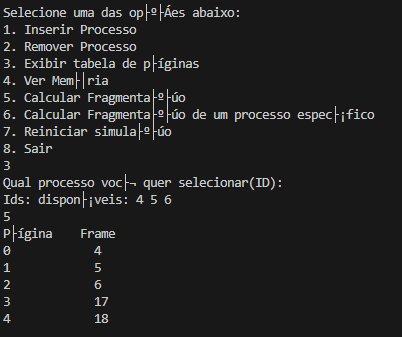 Selecione uma das op├º├Áes abaixo:
1. Inserir Processo
2. Remover Processo
3. Exibir tabela de p├íginas
4. Ver Mem├│ria
5. Calcular Fragmenta├º├úo
6. Calcular Fragmenta├º├úo de um processo espec├¡fico
7. Reiniciar simula├º├úo
8. Sair
3
Qual processo voc├¬ quer selecionar(ID):
Ids: dispon├¡veis: 4 5 6
5
P├ígina    Frame
0           4
1           5
2           6
3           17
4           18